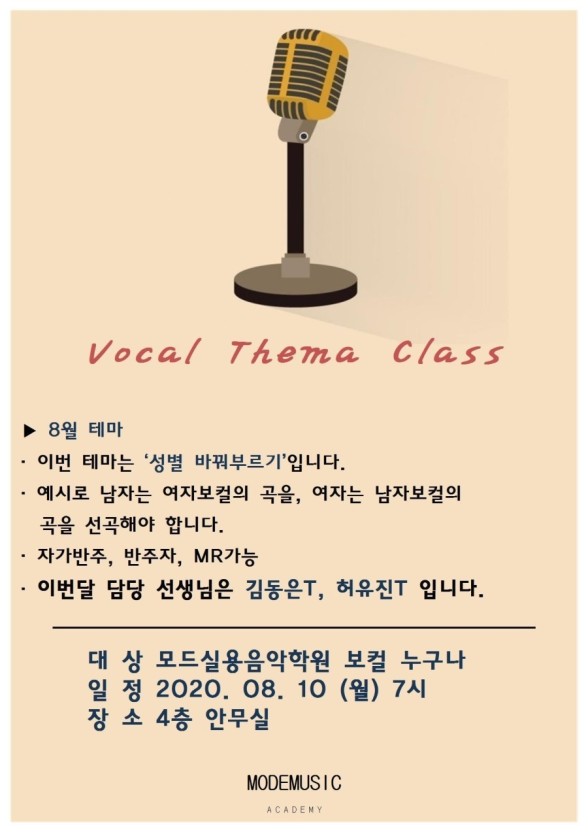 Vocal Thema Class
▶ 8월 테마
· 이번 테마는 ‘성별 바꿔부르기’입니다.
· 예시로 남자는 여자보컬의 곡을, 여자는 남자보컬의
곡을 선곡해야 합니다.
· 자가반주, 반주자, MR가능
· 이번달 담당 선생님은 김동은T, 허유진T 입니다.
대 상 모드실용음악학원 보컬 누구나
일 정 2020. 08. 10 (월) 7시
장 소 4층 안무실
MODEMUSIC
ACADEMY